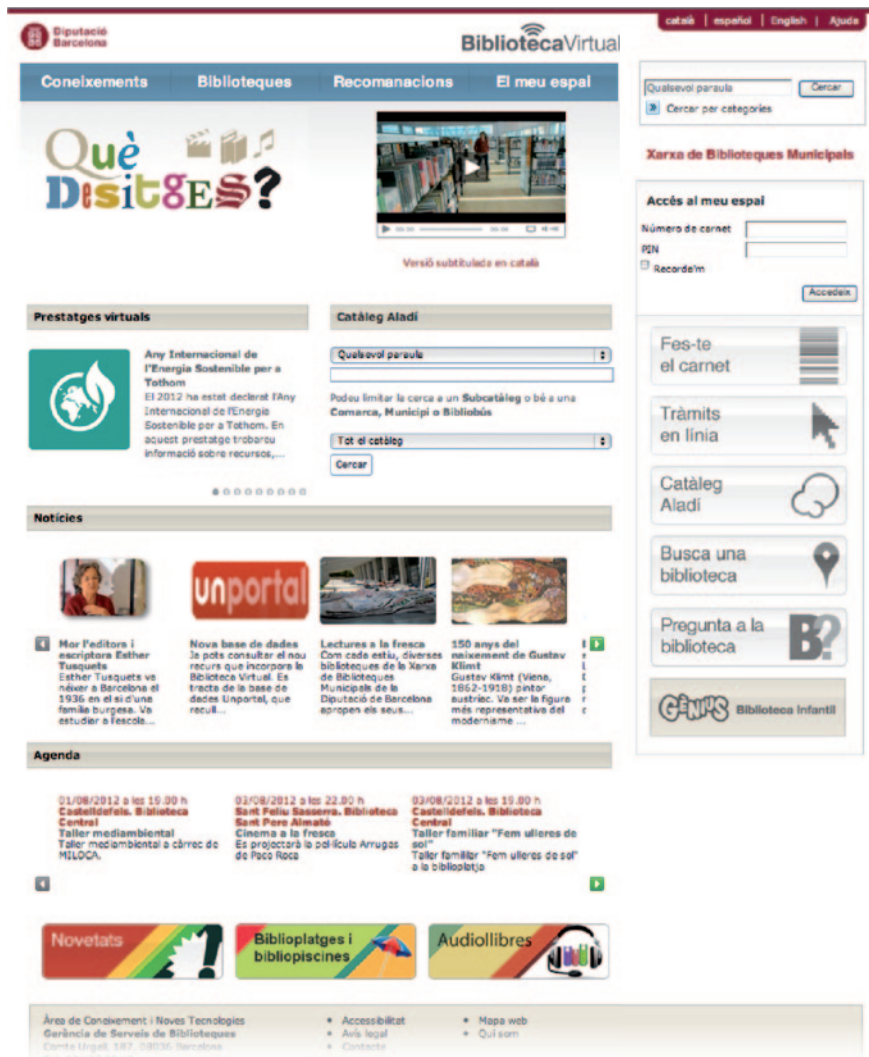 Diputació
Barcelona
BibliotecaVirtual
català | español | English | Ajuda
Coneixements
Biblioteques
Recomanacions
El meu espai
Qualsevol paraula
Cercar
Cercar per categories
Què
Desitges?
Versió subtitulada en català
Xarxa de Biblioteques Municipals
Accés al meu espai
Número de carnet
PIN
Recorda'm
Accedeix
Prestatges virtuals
Any Internacional de
l'Energia Sostenible per a
Tothom
El 2012 ha estat declarat l'Any
Internacional de l'Energia
Sostenible per a Tothom. En
aquest prestatge trobareu
informació sobre recursos,...
Catàleg Aladí
Qualsevol paraula
Podeu limitar la cerca a un Subcatàleg o bé a una
Comarca, Municipi o Bibliobús
Tot el catàleg
Cercar
Fes-te
el carnet
Tràmits
en línia
Catàleg
Aladí
Busca una
biblioteca
Pregunta a la
biblioteca
B?
GÈNIUS Biblioteca Infantil
Notícies
unportal
Mor l'editora i
escriptora Esther
Tusquets
Esther Tusquets va
néixer a Barcelona el
1936 en el si d'una
família burgesa. Va
estudiar a l'escola...
Nova base de dades
Ja pots consultar el nou
recurs que incorpora la
Biblioteca Virtual. Es
tracta de la base de
dades Unportal, que
recull...
Lectures a la fresca
Com cada estiu, diverses
biblioteques de la Xarxa
de Biblioteques
Municipals de la
Diputació de Barcelona
apropen els seus...
150 anys del
naixement de Gustav
Klimt
Gustav Klimt (Viena,
1862-1918) pintor
austríac. Va ser la figura
més representativa del
modernisme ...
Agenda
01/08/2012 a les 19.00 h
Castelldefels. Biblioteca
Central
Taller mediambiental
Taller mediambiental a càrrec de
MILOCA.
03/08/2012 a les 22.00 h
Sant Feliu Sasserra. Biblioteca
Sant Pere Almató
Cinema a la fresca
Es projectarà la pel·lícula Arrugas
de Paco Roca
03/08/2012 a les 19.00 h
Castelldefels. Biblioteca
Central
Taller familiar "Fem ulleres de
sol"
Taller familiar "Fem ulleres de sol"
a la biblioplatja
Novetats
Biblioplatges i
bibliopiscines
Audiollibres
Àrea de Coneixement i Noves Tecnologies
Gerència de Serveis de Biblioteques
Comte Urgell, 187. 08036 Barcelona
Accessibilitat
Avís legal
Contacte
Mapa web
Qui som